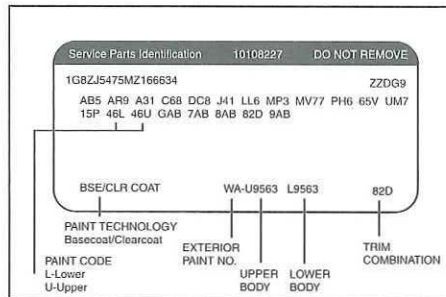 Service Parts Identification 10108227 DO NOT REMOVE
1G8ZJ5475MZ166634 ZZDG9
AB5 AR9 A31 C68 DC8 J41 LL6 MP3 MV77 PH6 65V UM7
15P 46L 46U GAB 7AB 8AB 82D 9AB
BSE/CLR COAT WA-U9563 L9563 82D
PAINT TECHNOLOGY
Basecoat/Clearcoat
EXTERIOR
PAINT NO.
TRIM
COMBINATION
PAINT CODE
L-Lower
U-Upper
UPPER
BODY
LOWER
BODY